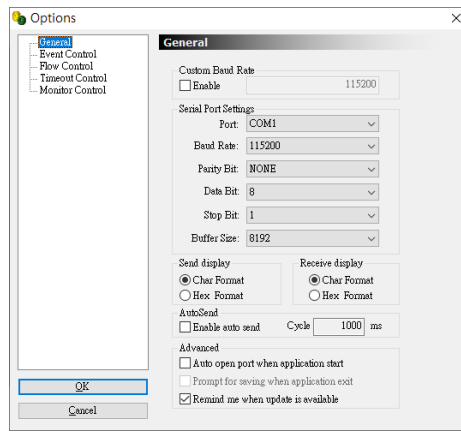 Options
General
Event Control
Flow Control
Timeout Control
Monitor Control
General
Custom Baud Rate
Enable 115200
Serial Port Settings
Port: COM1
Baud Rate: 115200
Parity Bit: NONE
Data Bit: 8
Stop Bit: 1
Buffer Size: 8192
Send display
Char Format
Hex Format
Receive display
Char Format
Hex Format
AutoSend
Enable auto send Cycle 1000 ms
Advanced
Auto open port when application start
Prompt for saving when application exit
Remind me when update is available
OK
Cancel